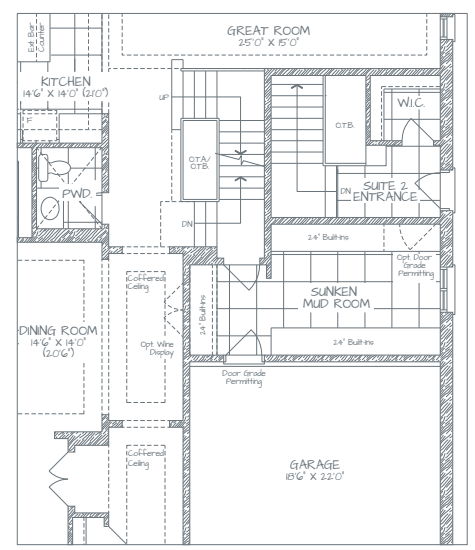 Ext. Bar
Counter
GREAT ROOM
25'0" X 15'0"
KITCHEN
14'6" X 14'0" (21'0")
UP
W.I.C.
F
O.T.B.
O.T.A/
O.T.B.
PWD.
DN
SUITE 2
ENTRANCE
DN
24" Built-ins
Opt. Door
Grade
Permitting
Coffered
Ceiling
SUNKEN
MUD ROOM
24" Built-ins
DINING ROOM
14'6" X 14'0"
(20'6")
Opt. Wine
Display
24" Built-ins
Door Grade
Permitting
Coffered
Ceiling
GARAGE
18'6" X 22'0"